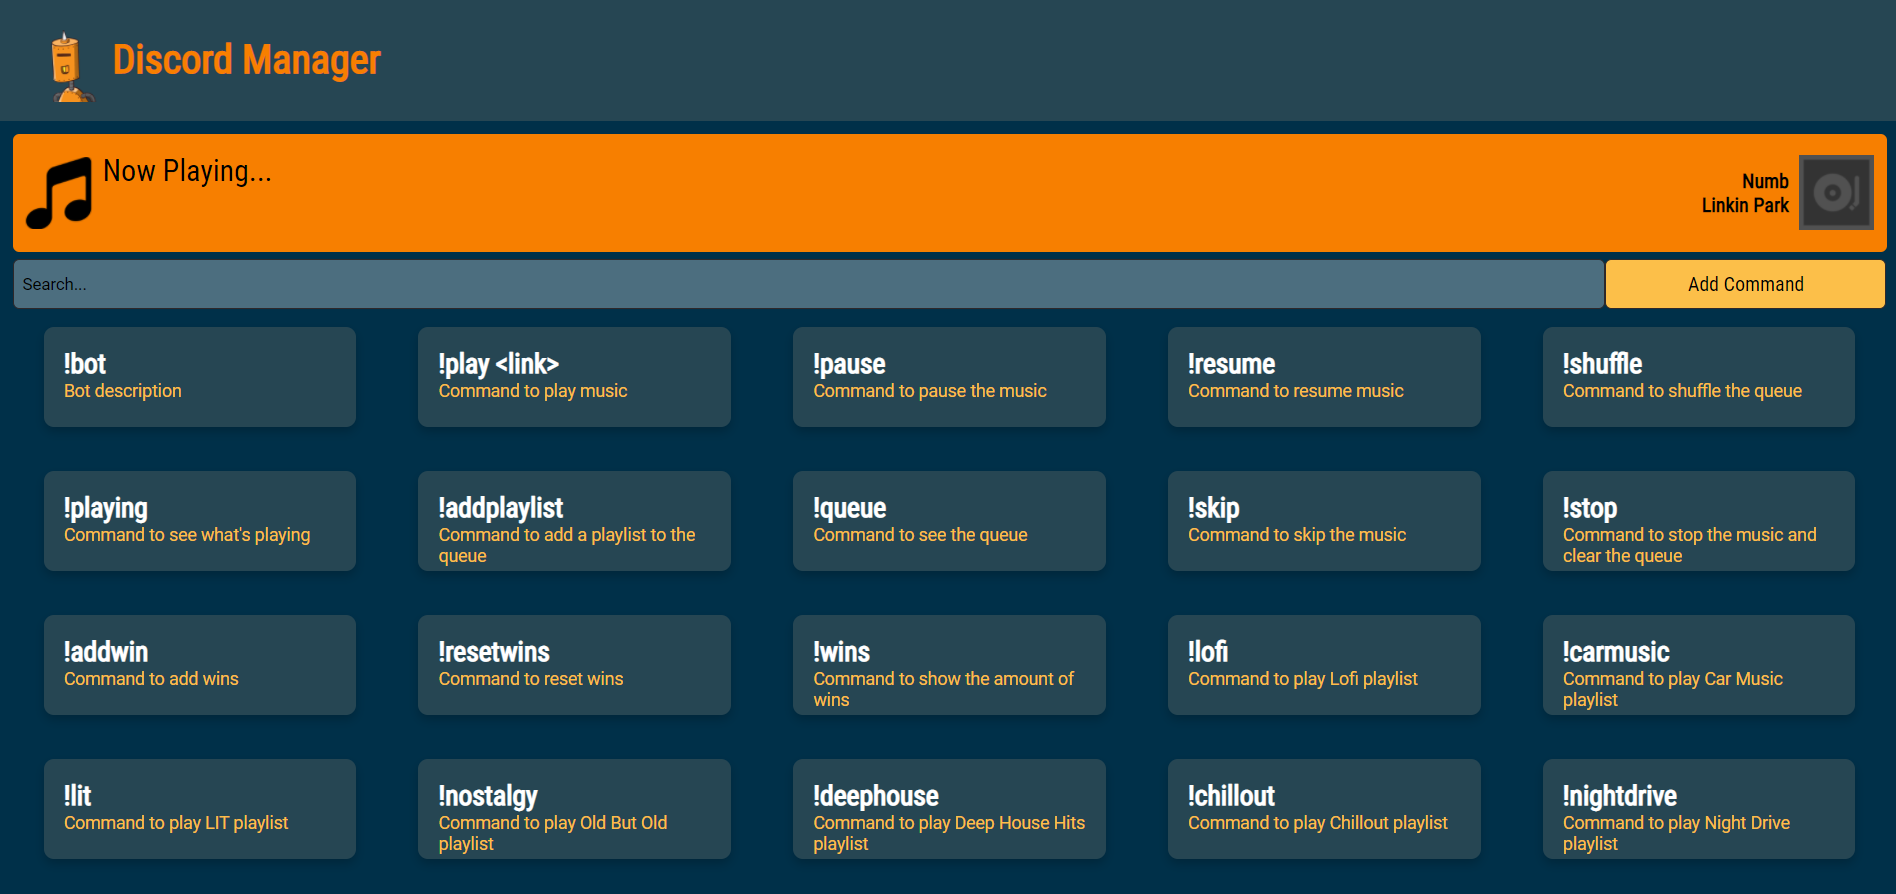 Discord Manager
Now Playing...
Numb
Linkin Park
Search...
Add Command
!bot
Bot description
!play <link>
Command to play music
!pause
Command to pause the music
!resume
Command to resume music
!shuffle
Command to shuffle the queue
!playing
Command to see what's playing
!addplaylist
Command to add a playlist to the
queue
!queue
Command to see the queue
!skip
Command to skip the music
!stop
Command to stop the music and
clear the queue
!addwin
Command to add wins
!resetwins
Command to reset wins
!wins
Command to show the amount of
wins
!lofi
Command to play Lofi playlist
!carmusic
Command to play Car Music
playlist
!lit
Command to play LIT playlist
!nostalgy
Command to play Old But Old
playlist
!deephouse
Command to play Deep House Hits
playlist
!chillout
Command to play Chillout playlist
!nightdrive
Command to play Night Drive
playlist